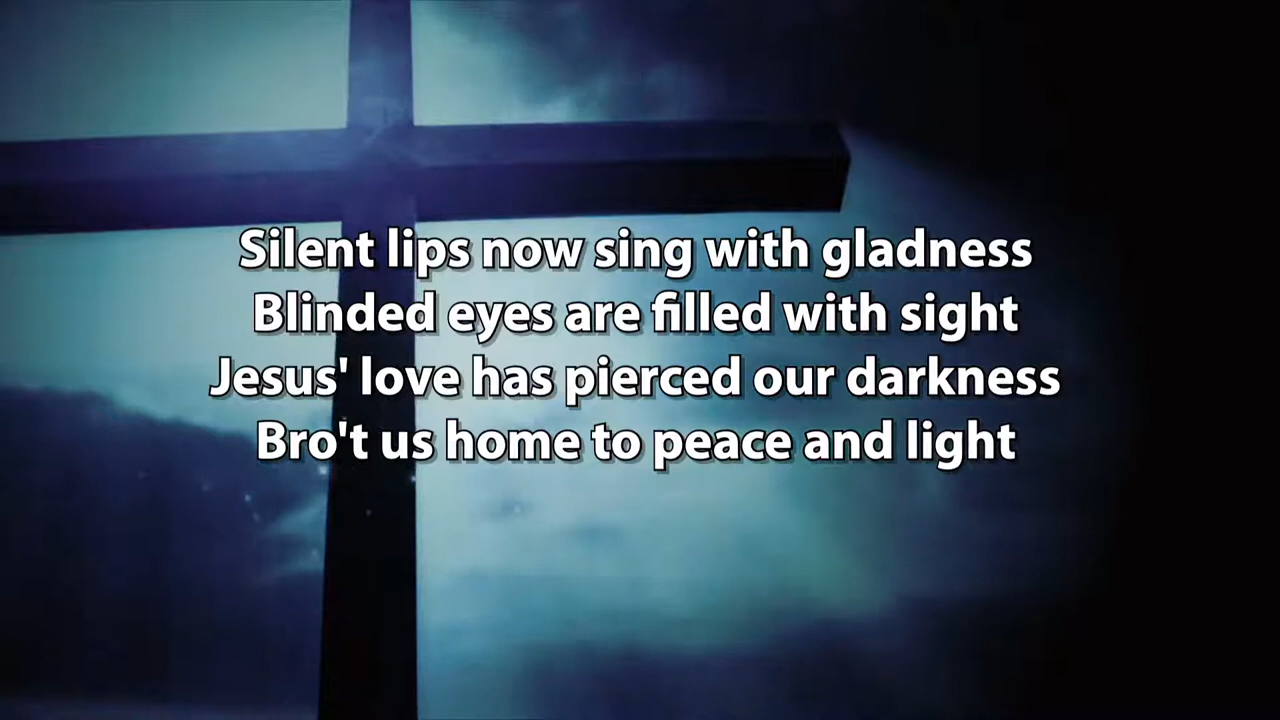 Silent lips now sing with gladness
Blinded eyes are filled with sight
Jesus' love has pierced our darkness
Bro't us home to peace and light